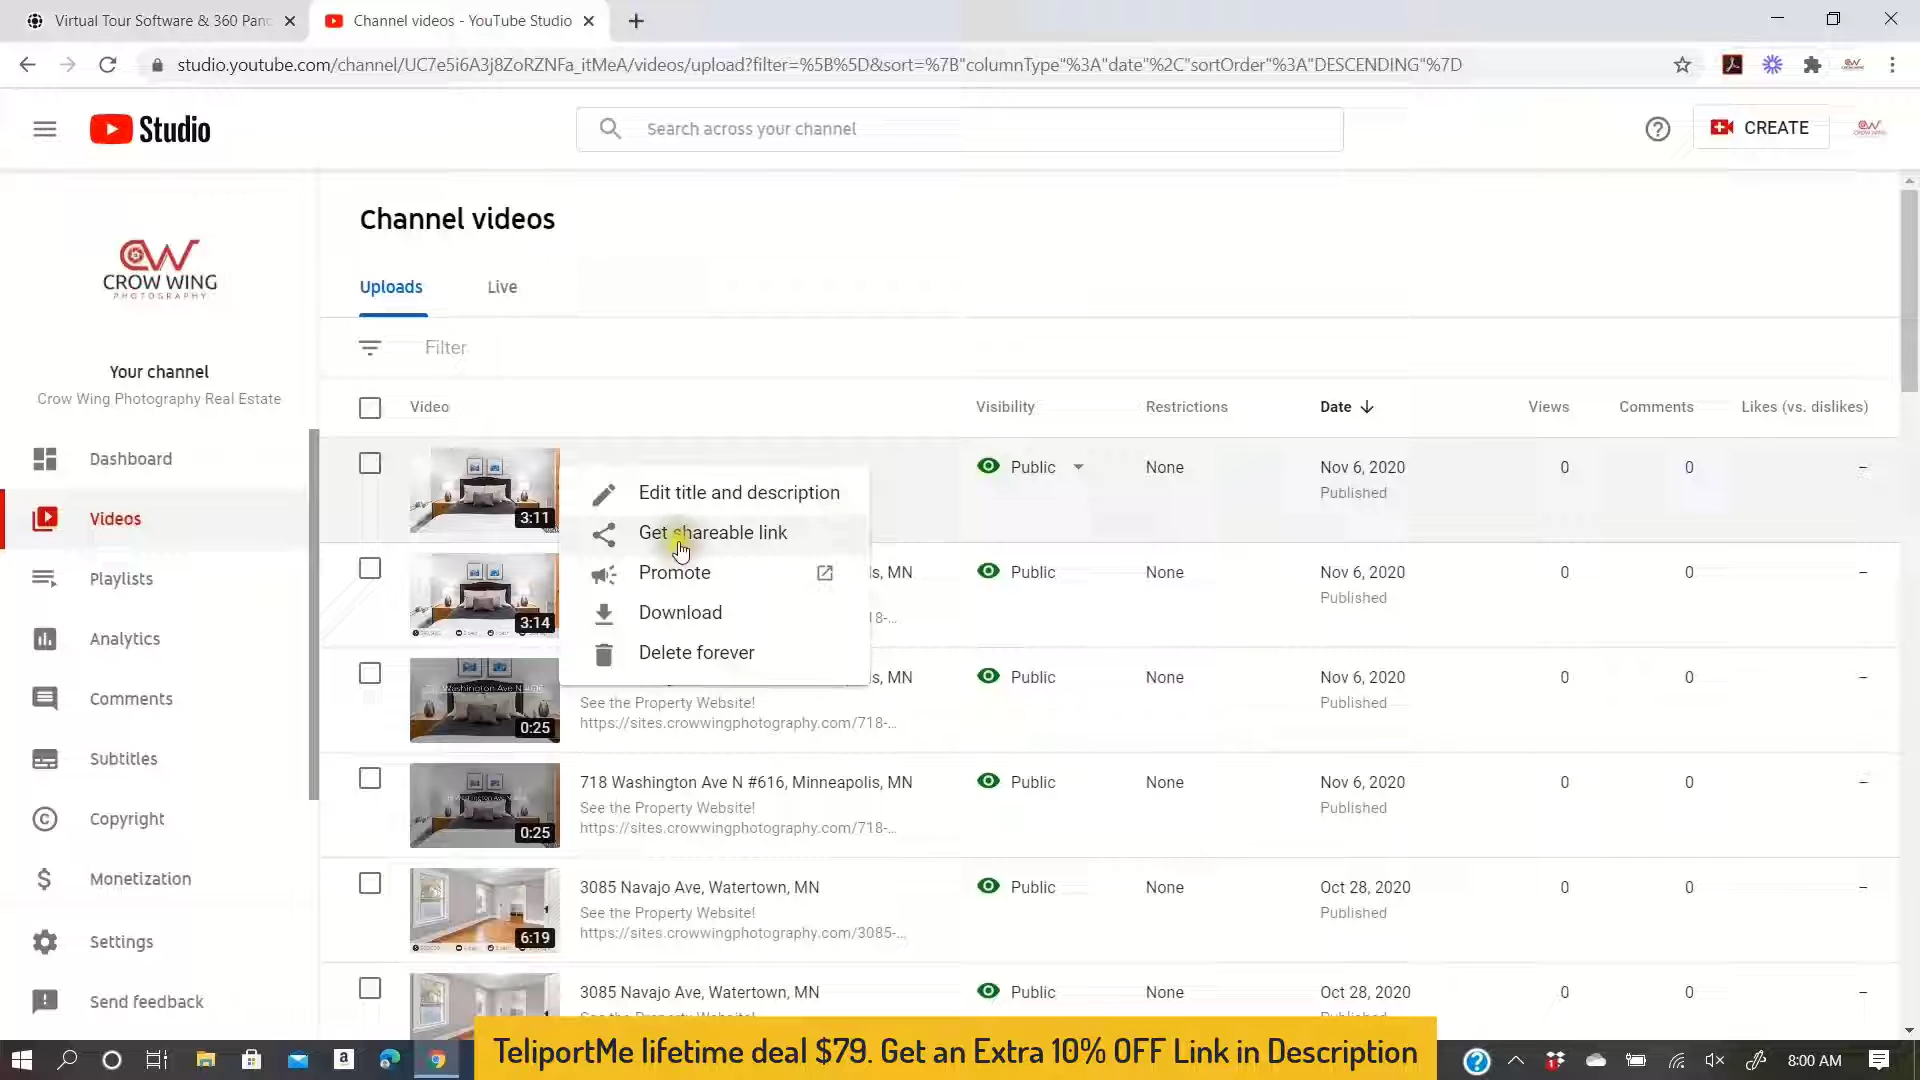 Virtual Tour Software & 360 Pan
Channel videos - YouTube Studio
studio.youtube.com/channel/UC7e5i6A3j8ZoRZNFa_itMeA/videos/upload?filter=%5B%5D&sort=%7B"columnType"%3A"date"%2C"sortOrder"%3A"DESCENDING"%7D
Studio
Search across your channel
CREATE
CW
CROW WING
PHOTOGRAPHY
Your channel
Crow Wing Photography Real Estate
Dashboard
Videos
Playlists
Analytics
Comments
Subtitles
Copyright
Monetization
Settings
Send feedback
Channel videos
Uploads
Live
Filter
Video
Visibility
Restrictions
Date
Views
Comments
Likes (vs. dislikes)
3:11
Edit title and description
Get shareable link
Promote
Download
Delete forever
Public
None
Nov 6, 2020
Published
0
0
–
3:14
ls, MN
l18-...
Public
None
Nov 6, 2020
Published
0
0
–
0:25
ls, MN
See the Property Website!
https://sites.crowwingphotography.com/718-...
Public
None
Nov 6, 2020
Published
0
0
–
0:25
718 Washington Ave N #616, Minneapolis, MN
See the Property Website!
https://sites.crowwingphotography.com/718-...
Public
None
Nov 6, 2020
Published
0
0
–
6:19
3085 Navajo Ave, Watertown, MN
See the Property Website!
https://sites.crowwingphotography.com/3085-...
Public
None
Oct 28, 2020
Published
0
0
–
3085 Navajo Ave, Watertown, MN
Public
None
Oct 28, 2020
0
0
–
TeliportMe lifetime deal $79. Get an Extra 10% OFF Link in Description
8:00 AM